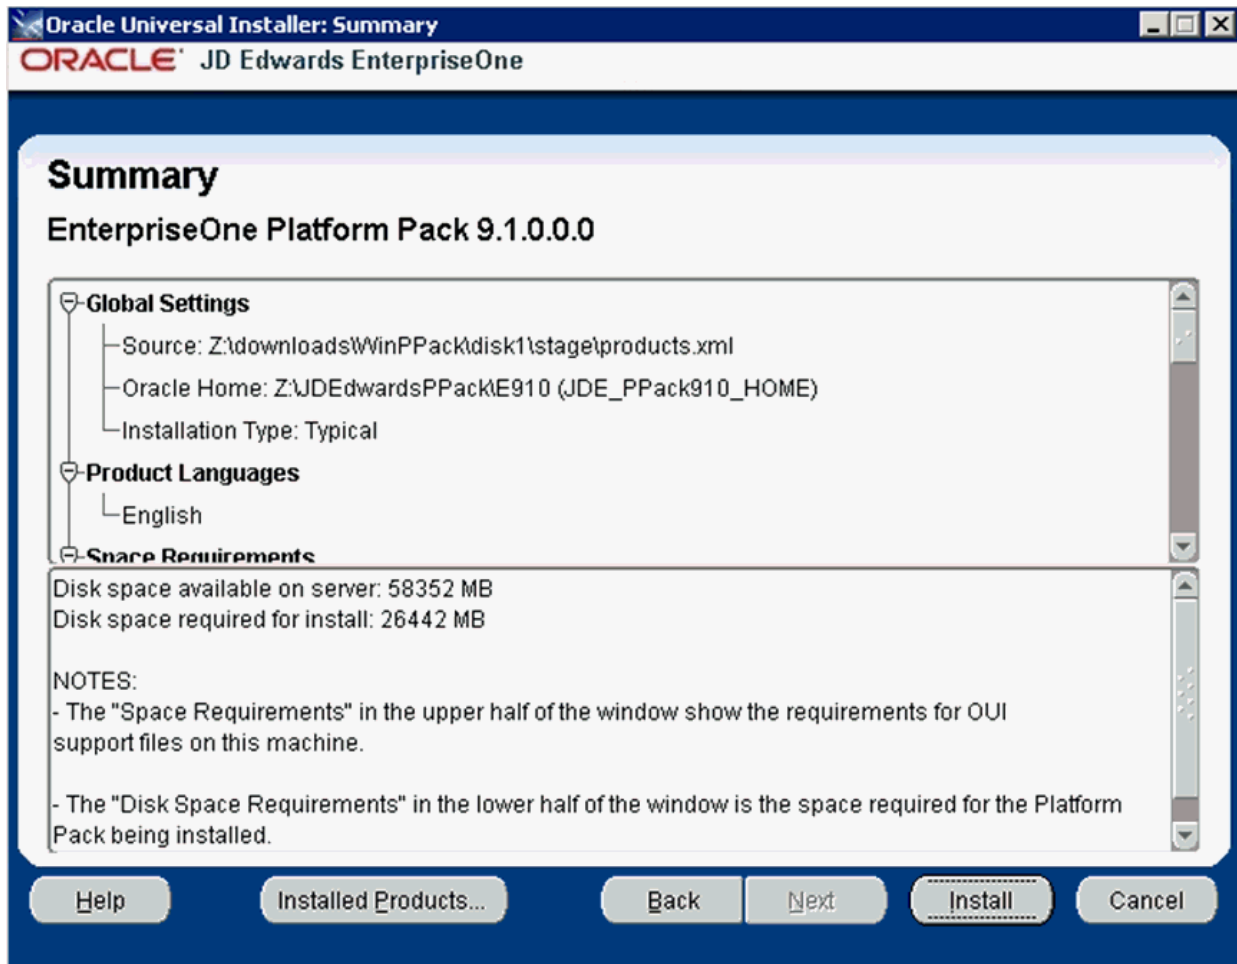 Oracle Universal Installer: Summary
ORACLE JD Edwards EnterpriseOne
Summary
EnterpriseOne Platform Pack 9.1.0.0.0
Global Settings
Source: Z:\downloads\WinPPack\disk1\stage\products.xml
Oracle Home: Z:\JDEdwardsPPack\E910 (JDE_PPack910_HOME)
Installation Type: Typical
Product Languages
English
Space Requirements
Disk space available on server: 58352 MB
Disk space required for install: 26442 MB
NOTES:
- The "Space Requirements" in the upper half of the window show the requirements for OUI
support files on this machine.
- The "Disk Space Requirements" in the lower half of the window is the space required for the Platform
Pack being installed.
Help Installed Products... Back Next Install Cancel